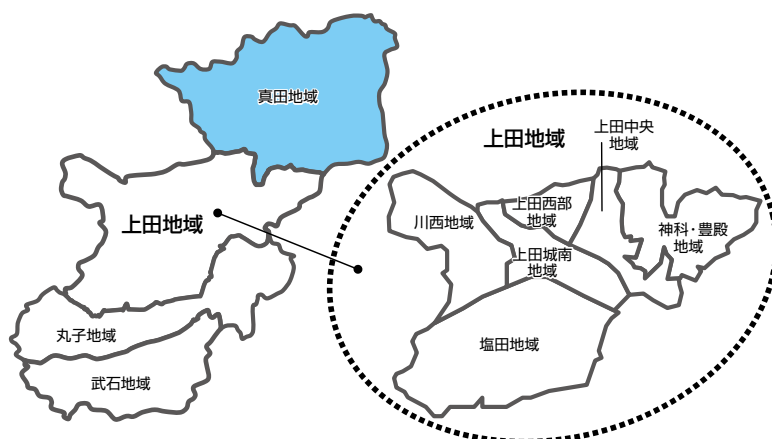 真田地域
上田地域
丸子地域
武石地域
上田地域
上田中央
地域
川西地域
上田西部
地域
神科・豊殿
地域
上田城南
地域
塩田地域